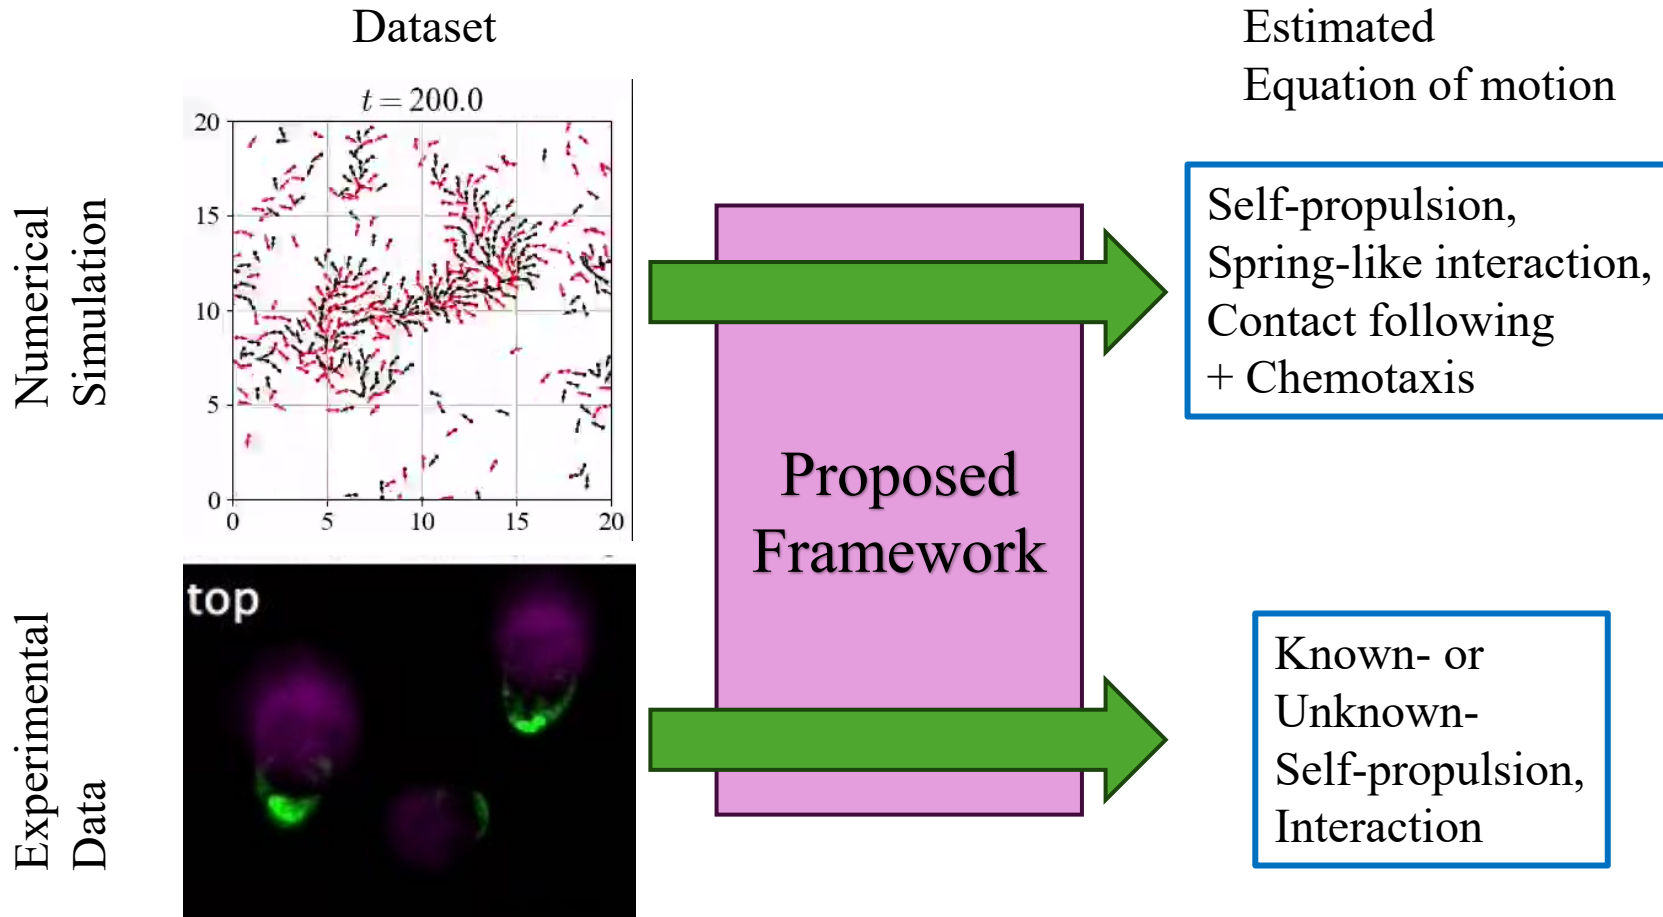 Dataset
Estimated
Equation of motion
Numerical
Simulation
t = 200.0
20
15
10
5
0
0 5 10 15 20
Self-propulsion,
Spring-like interaction,
Contact following
+ Chemotaxis
Proposed
Framework
Experimental
Data
top
Known- or
Unknown-
Self-propulsion,
Interaction